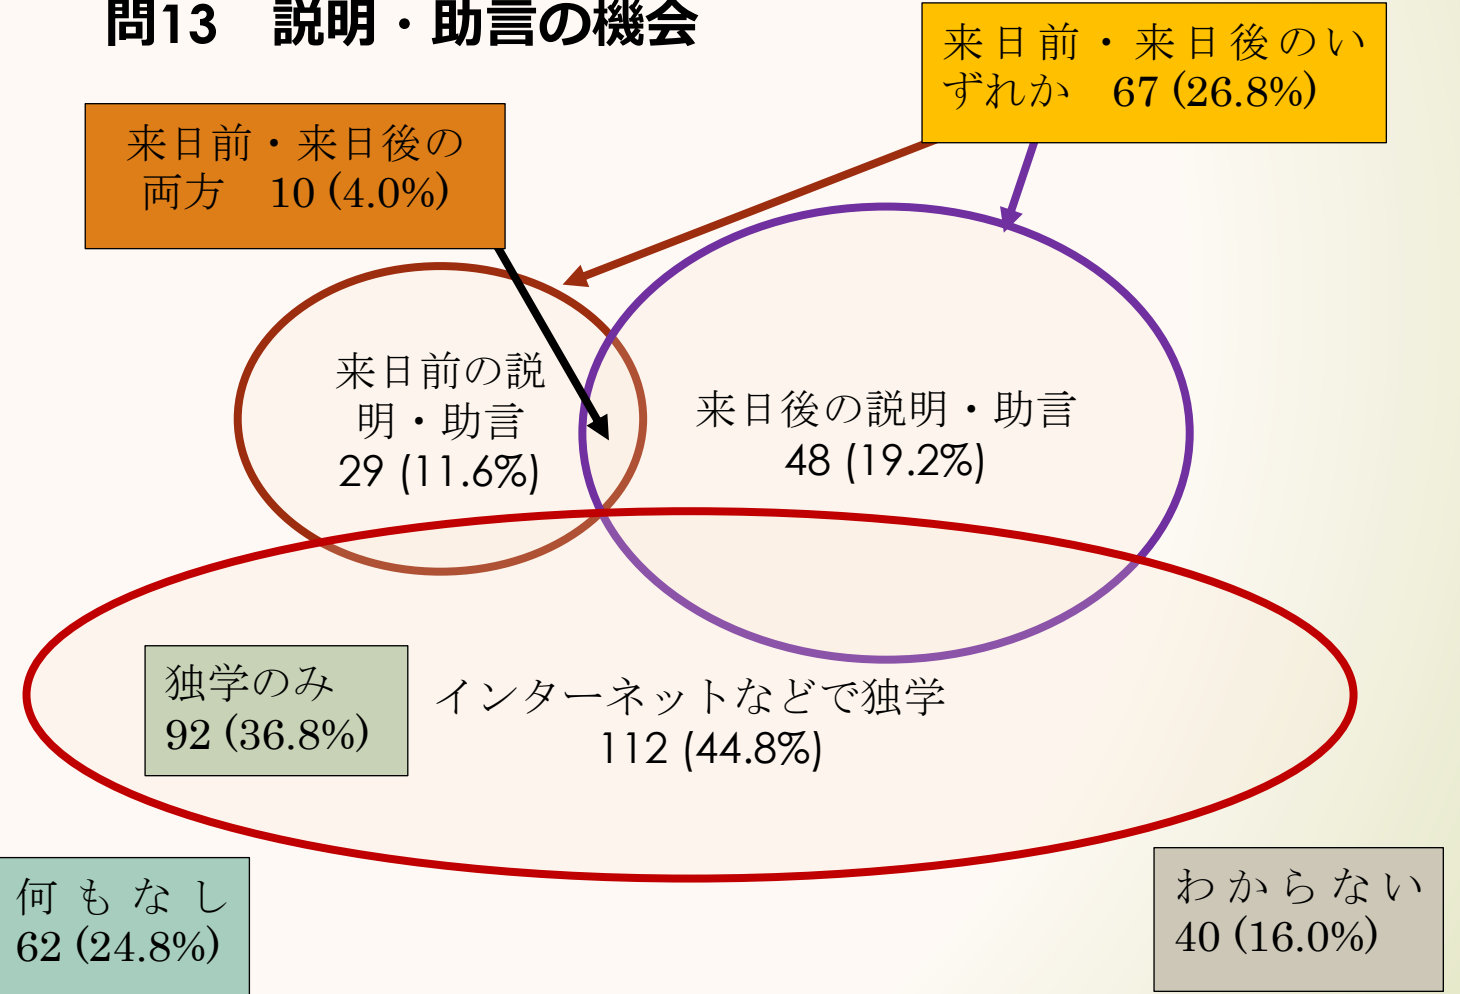 問13　説明・助言の機会
来日前・来日後のい
ずれか　67 (26.8%)
来日前・来日後の
両方　10 (4.0%)
来日前の説
明・助言
29 (11.6%)
来日後の説明・助言
48 (19.2%)
独学のみ
92 (36.8%)
インターネットなどで独学
112 (44.8%)
何もなし
62 (24.8%)
わからない
40 (16.0%)